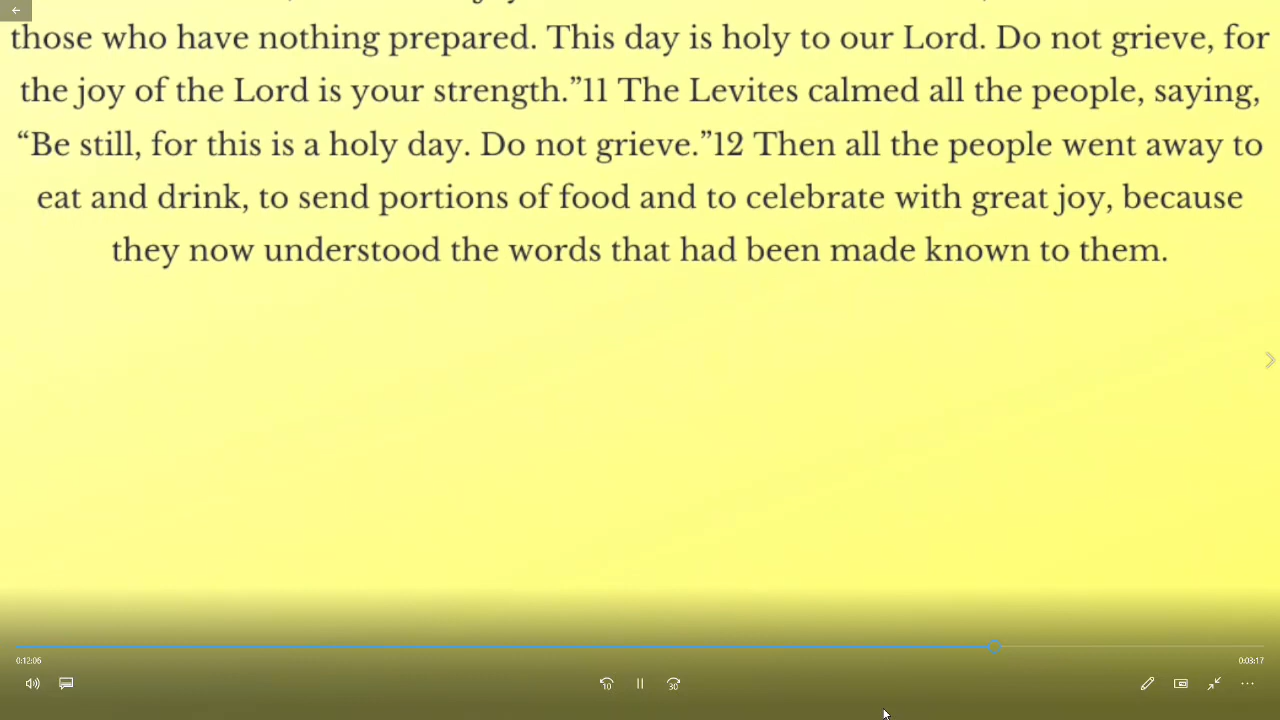 those who have nothing prepared. This day is holy to our Lord. Do not grieve, for
the joy of the Lord is your strength.”11 The Levites calmed all the people, saying,
“Be still, for this is a holy day. Do not grieve.”12 Then all the people went away to
eat and drink, to send portions of food and to celebrate with great joy, because
they now understood the words that had been made known to them.
0:12:06
0:03:17
10
30